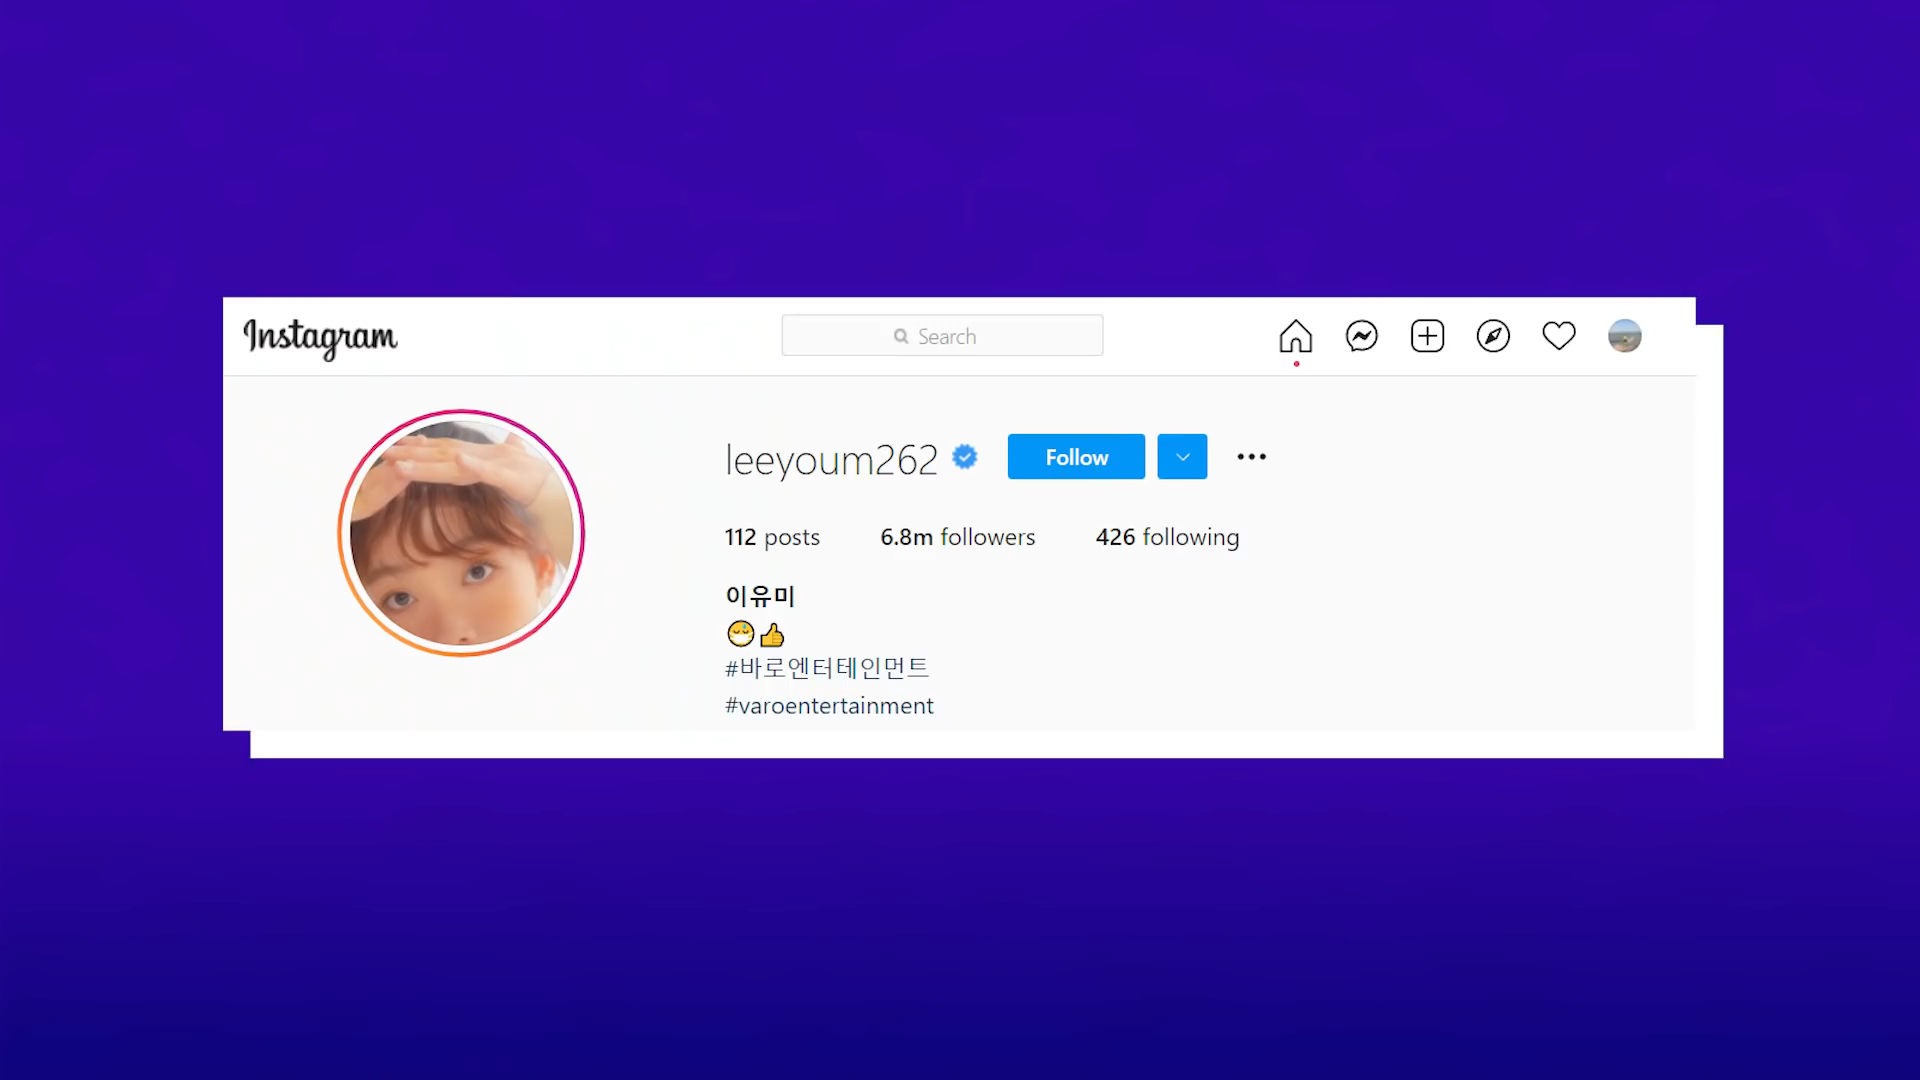 Instagram
Search
leeyoum262
Follow
112 posts 6.8m followers 426 following
이유미
😷👍
#바로엔터테인먼트
#varoentertainment